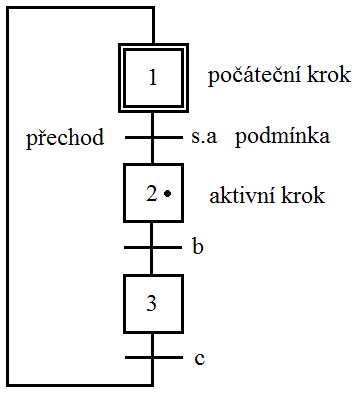 1 počáteční krok
přechod s.a podmínka
2 aktivní krok
b
3
c